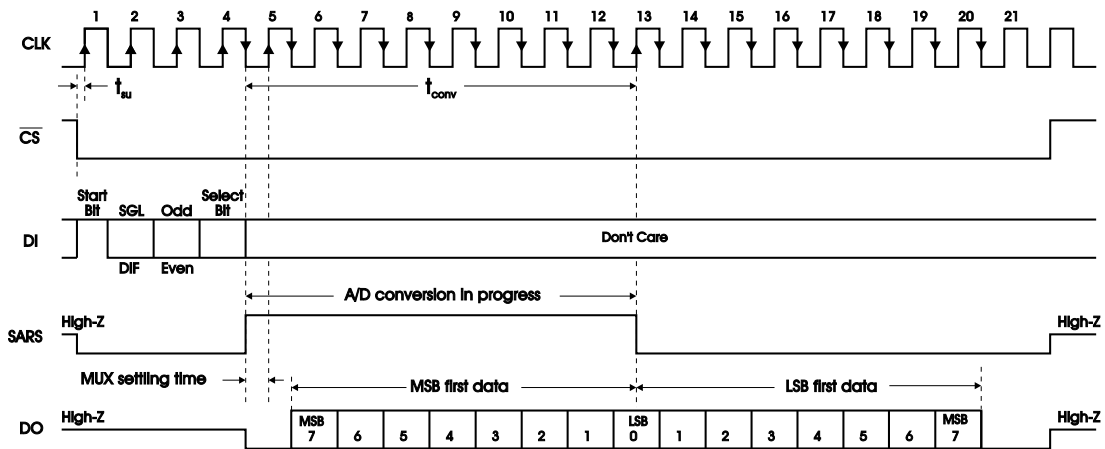 1 2 3 4 5 6 7 8 9 10 11 12 13 14 15 16 17 18 19 20 21
CLK
tsu
tconv
CS
Start Bit
SGL
Odd
Select Bit
DI
Don't Care
DIF
Even
A/D conversion in progress
High-Z
High-Z
SARS
MUX settling time
MSB first data
LSB first data
High-Z
High-Z
DO
MSB LSB MSB
7 6 5 4 3 2 1 0 1 2 3 4 5 6 7